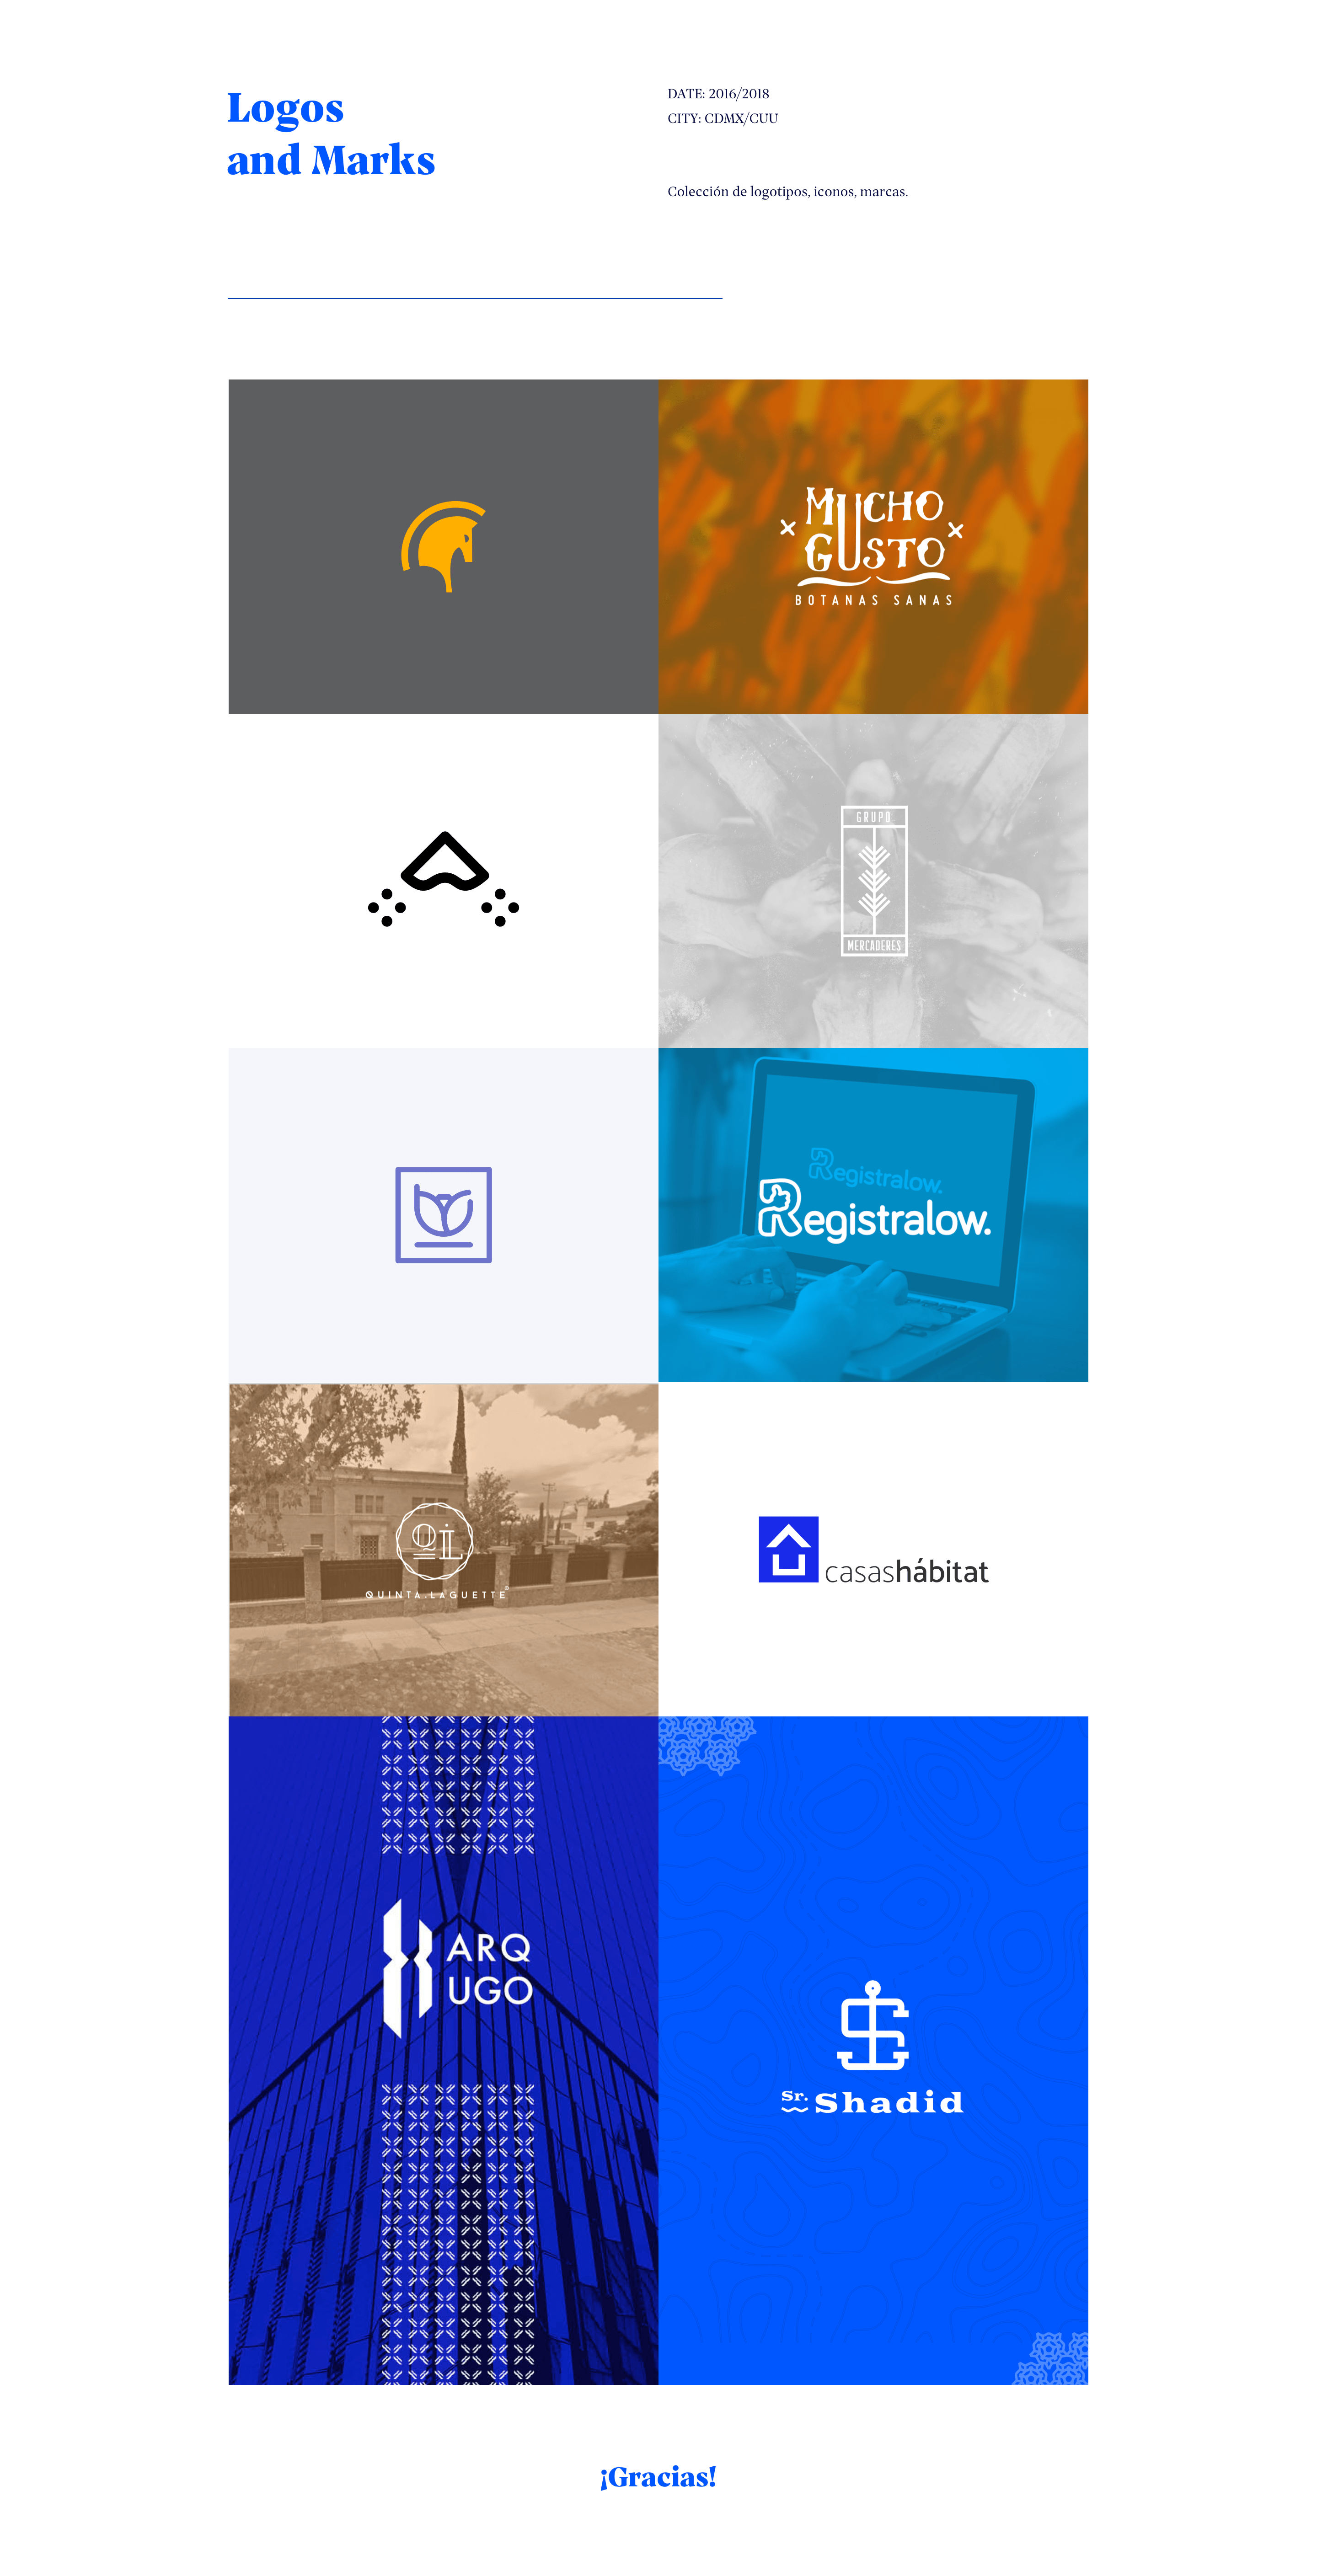 Logos
and Marks
DATE: 2016/2018
CITY: CDMX/CUU
Colección de logotipos, iconos, marcas.
MUCHO
GUSTO
BOTANAS SANAS
GRUPO
MERCADERES
Registralow.
Registralow.
QL
QUINTA.LAGUETTE
casashábitat
ARQ
UGO
Sr. Shadid
¡Gracias!